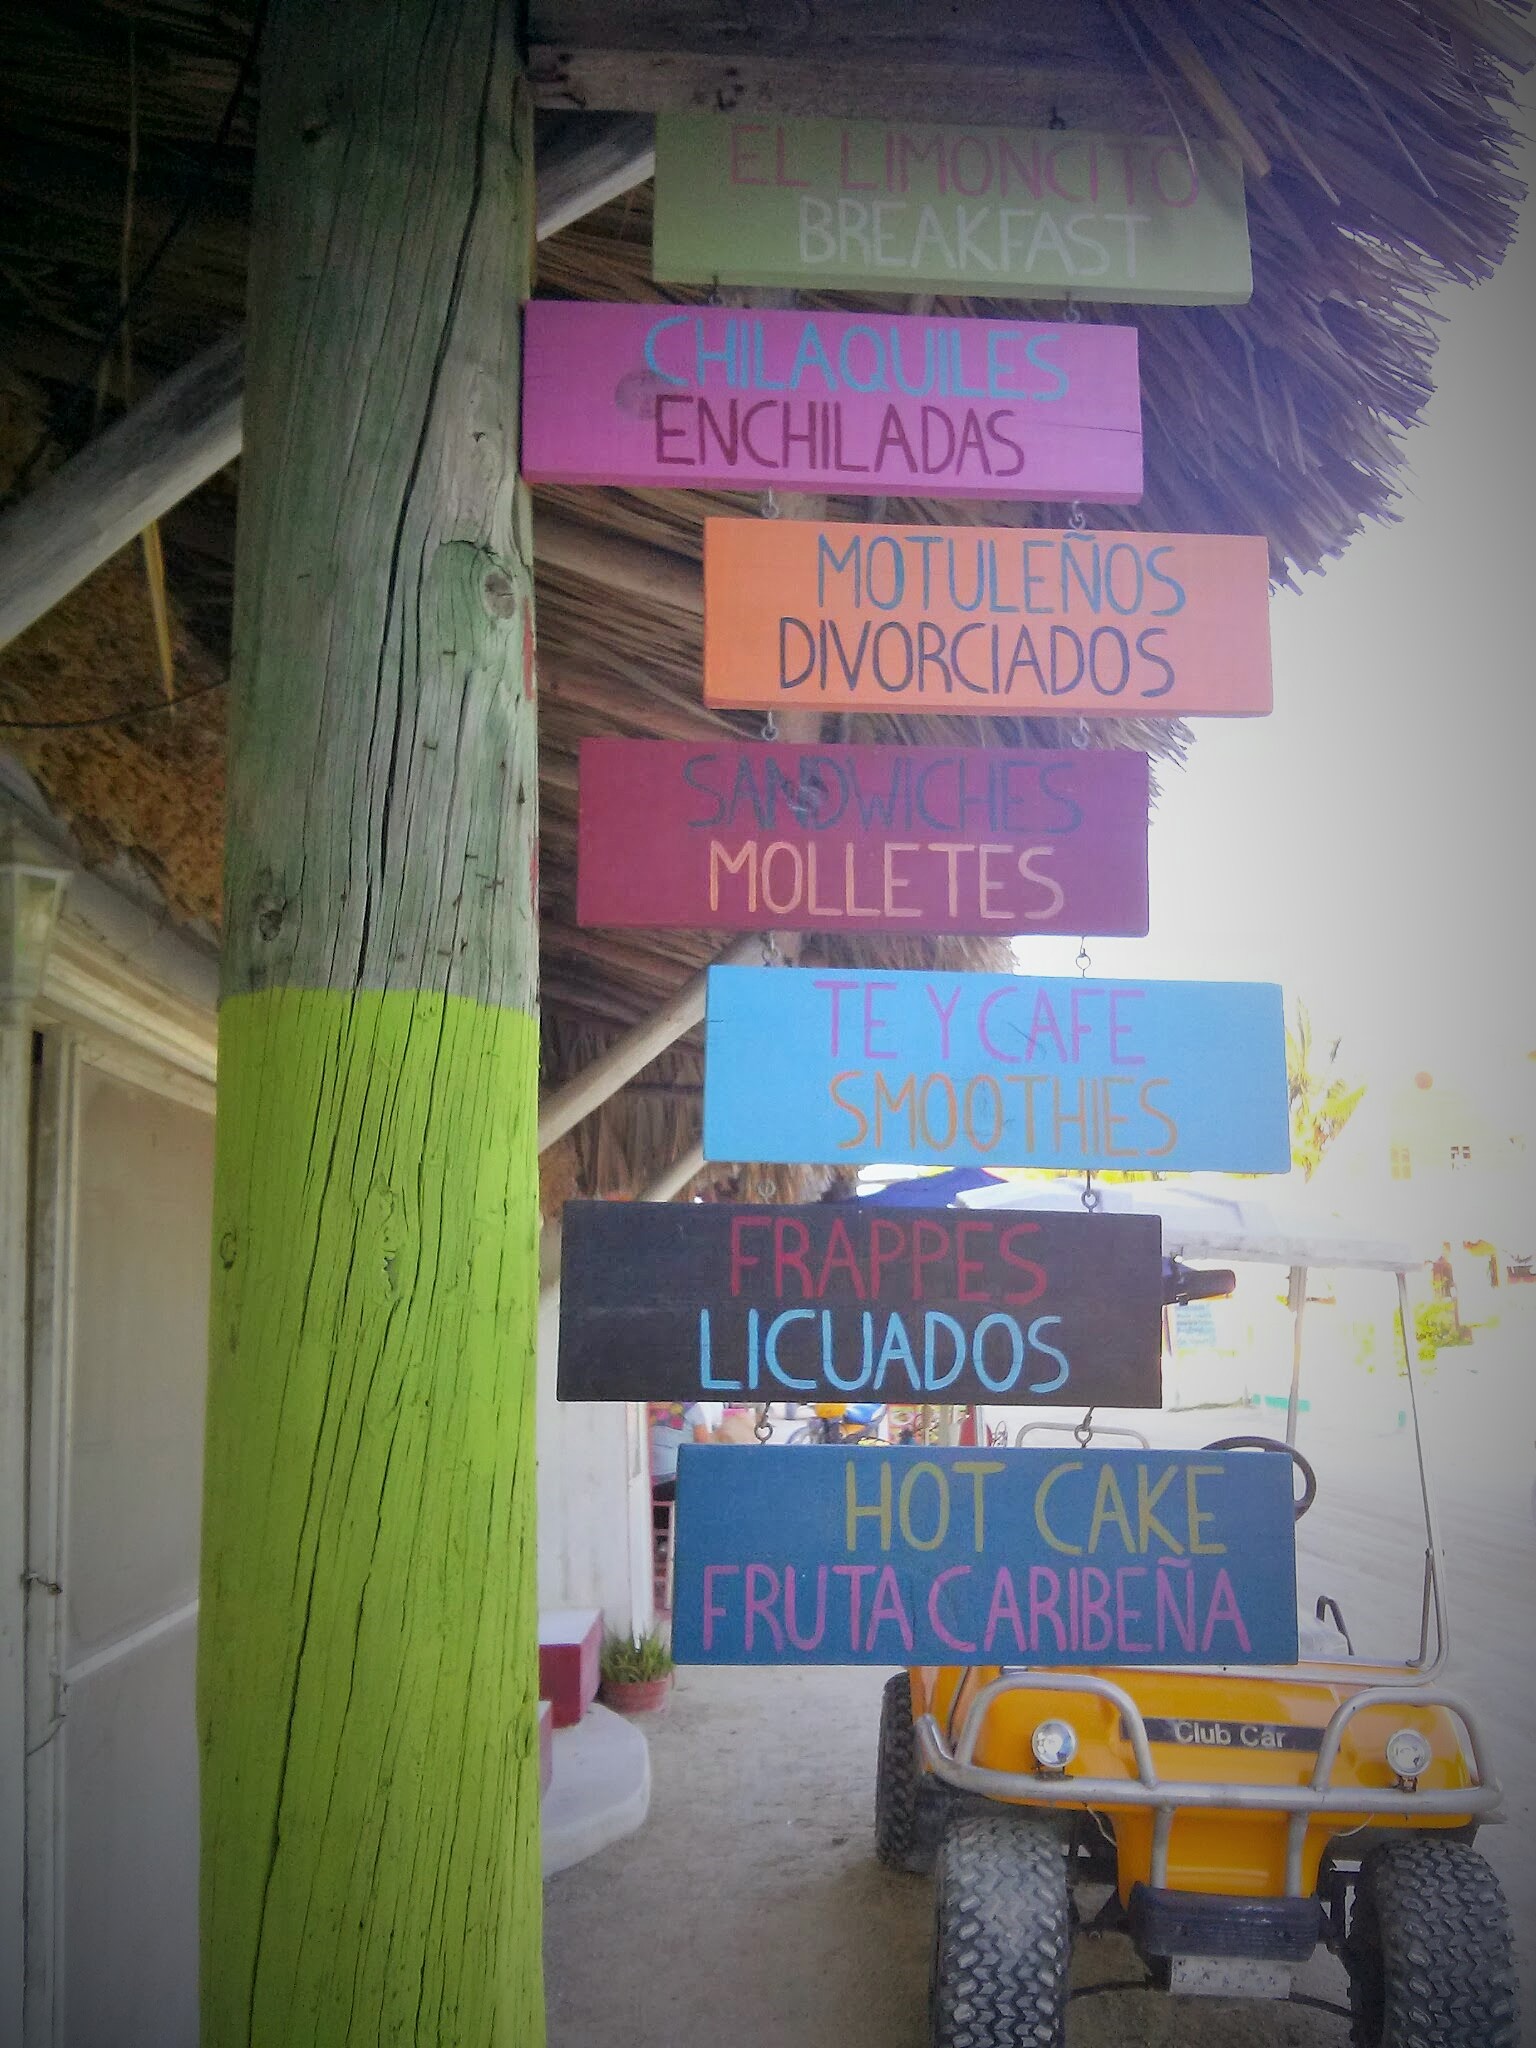 EL LIMONCITO
BREAKFAST
CHILAQUILES
ENCHILADAS
MOTULEÑOS
DIVORCIADOS
SANDWICHES
MOLLETES
TE Y CAFE
SMOOTHIES
FRAPPES
LICUADOS
HOT CAKE
FRUTA CARIBEÑA
Club Car